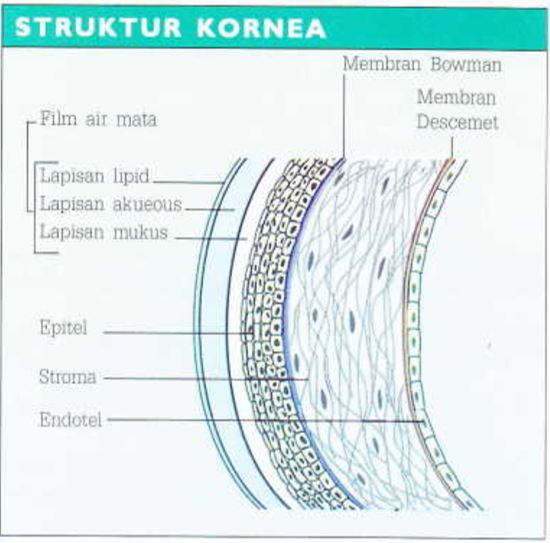 STRUKTUR KORNEA
Membran Bowman
Membran
Descemet
Film air mata
Lapisan lipid
Lapisan akueous
Lapisan mukus
Epitel
Stroma
Endotel